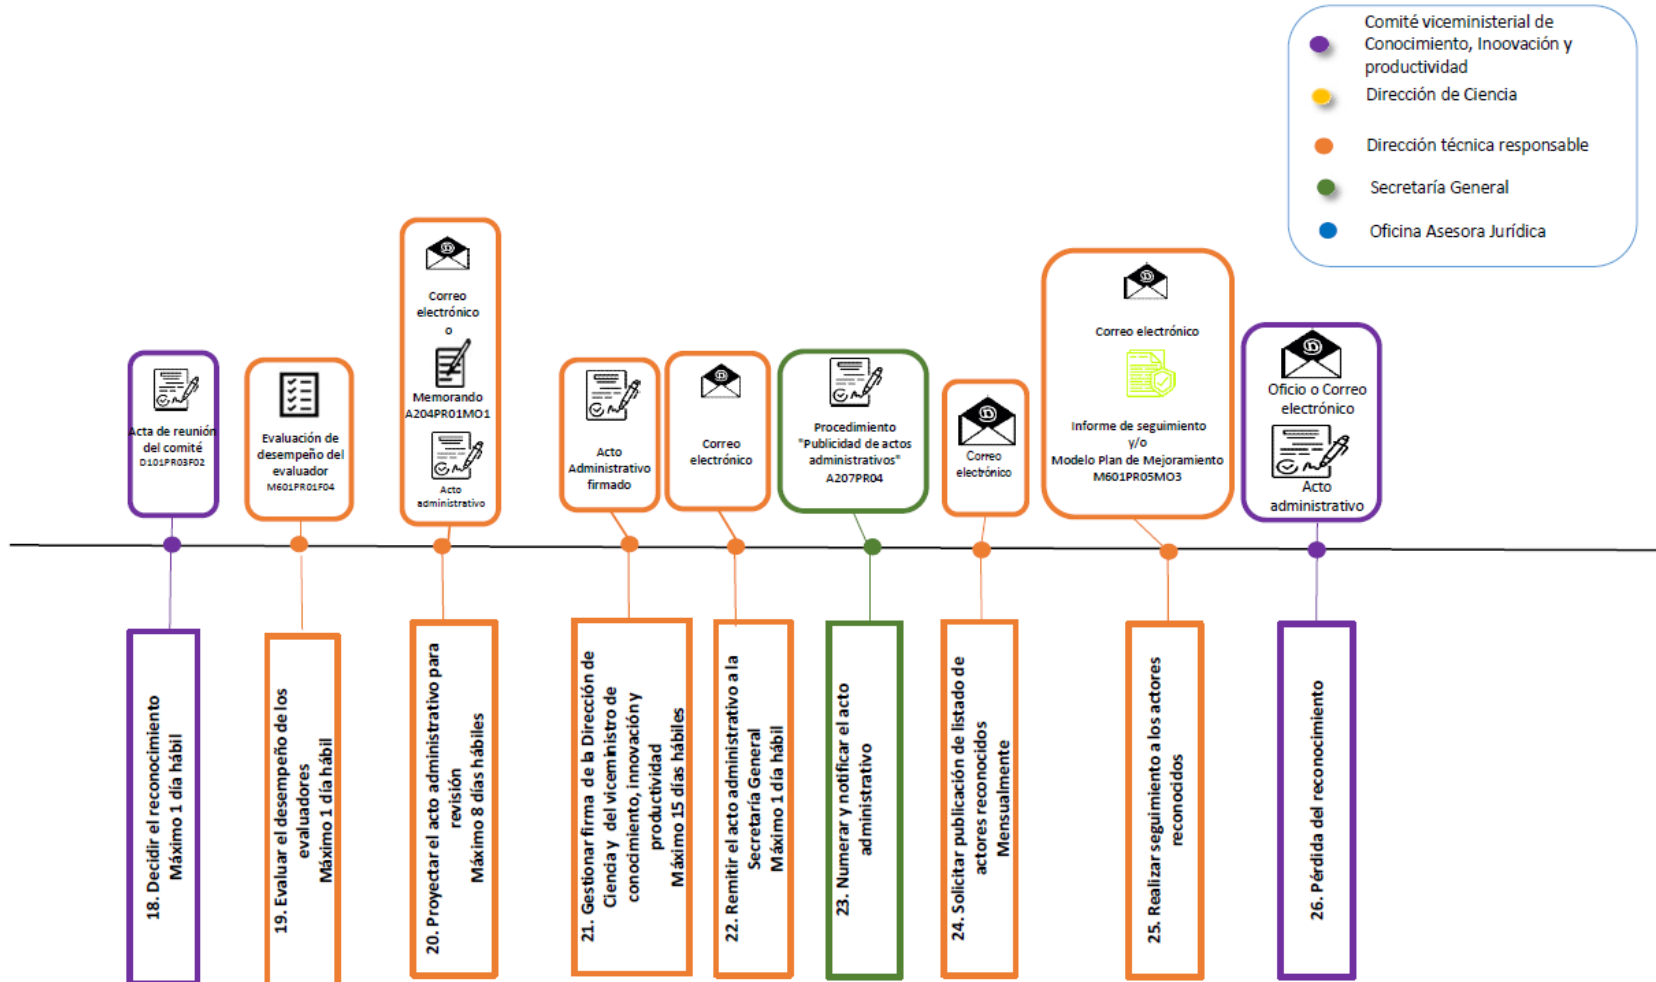 Comité viceministerial de
Conocimiento, Inoovación y
productividad
Dirección de Ciencia
Dirección técnica responsable
Secretaría General
Oficina Asesora Jurídica
Acta de reunión
del comité
D101PR03F02
Evaluación de
desempeño del
evaluador
M601PR01F04
Correo
electrónico
o
Memorando
A204PR01MO1
Acto
administrativo
Acto
Administrativo
firmado
Correo
electrónico
Procedimiento
"Publicidad de actos
administrativos"
A207PR04
Correo
electrónico
Correo electrónico
Informe de seguimiento
y/o
Modelo Plan de Mejoramiento
M601PR05MO3
Oficio o Correo
electrónico
Acto
administrativo
18. Decidir el reconocimiento
Máximo 1 día hábil
19. Evaluar el desempeño de los
evaluadores
Máximo 1 día hábil
20. Proyectar el acto administrativo para
revisión
Máximo 8 días hábiles
21. Gestionar firma de la Dirección de
Ciencia y del viceministro de
conocimiento, innovación y
productividad
Máximo 15 días hábiles
22. Remitir el acto administrativo a la
Secretaría General
Máximo 1 día hábil
23. Numerar y notificar el acto
administrativo
24. Solicitar publicación de listado de
actores reconocidos
Mensualmente
25. Realizar seguimiento a los actores
reconocidos
26. Pérdida del reconocimiento